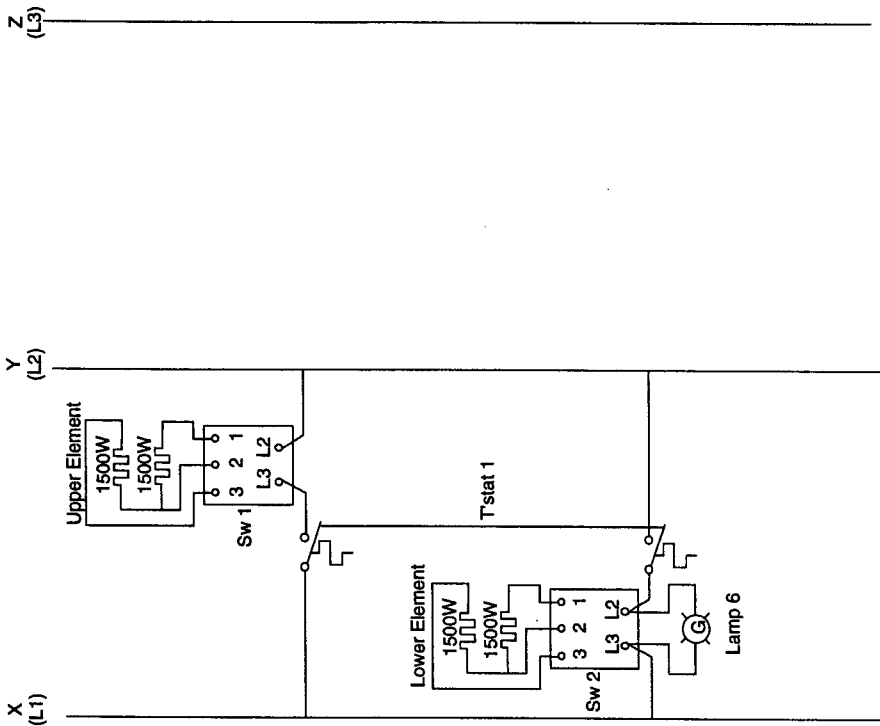 X
(L1)
Y
(L2)
Z
(L3)
Upper Element
1500W
1500W
3 2 1
L3 L2
Sw 1
T'stat 1
Lower Element
1500W
1500W
3 2 1
L3 L2
Sw 2
G
Lamp 6